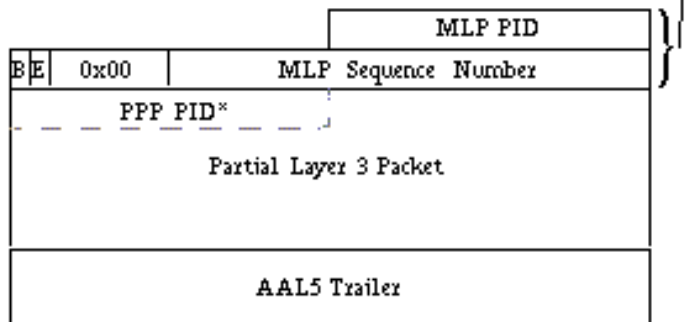 MLP PID
B E 0x00 MLP Sequence Number
PPP PID*
Partial Layer 3 Packet
AAL5 Trailer